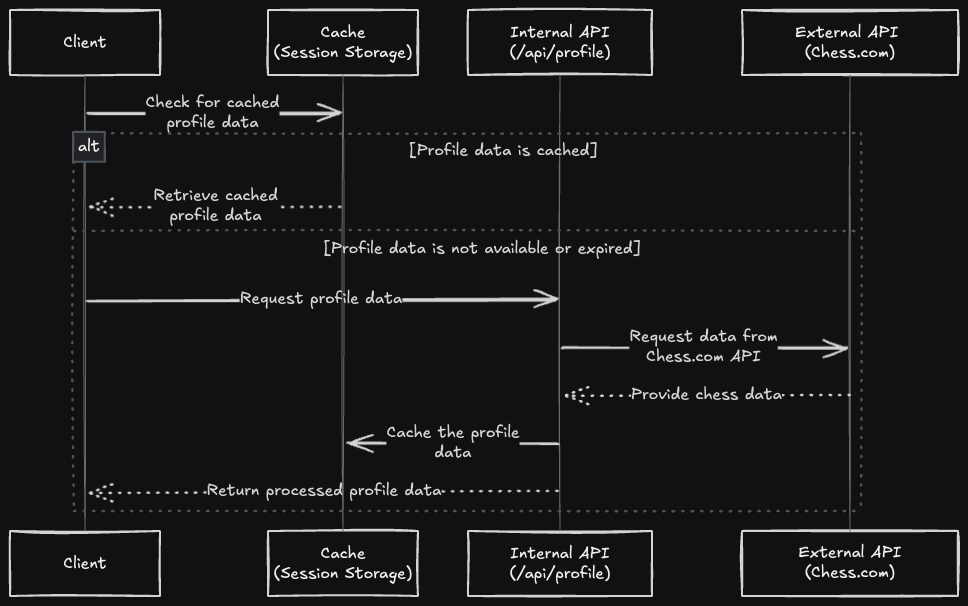 Client
Cache
(Session Storage)
Internal API
(/api/profile)
External API
(Chess.com)
Check for cached
profile data
alt
[Profile data is cached]
Retrieve cached
profile data
[Profile data is not available or expired]
Request profile data
Request data from
Chess.com API
Provide chess data
Cache the profile
data
Return processed profile data
Client
Cache
(Session Storage)
Internal API
(/api/profile)
External API
(Chess.com)